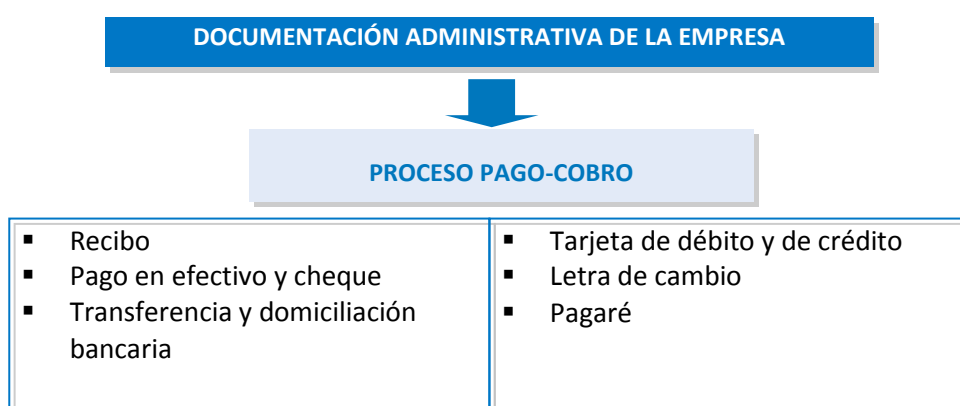 DOCUMENTACIÓN ADMINISTRATIVA DE LA EMPRESA
PROCESO PAGO-COBRO
▪ Recibo
▪ Pago en efectivo y cheque
▪ Transferencia y domiciliación
bancaria
▪ Tarjeta de débito y de crédito
▪ Letra de cambio
▪ Pagaré